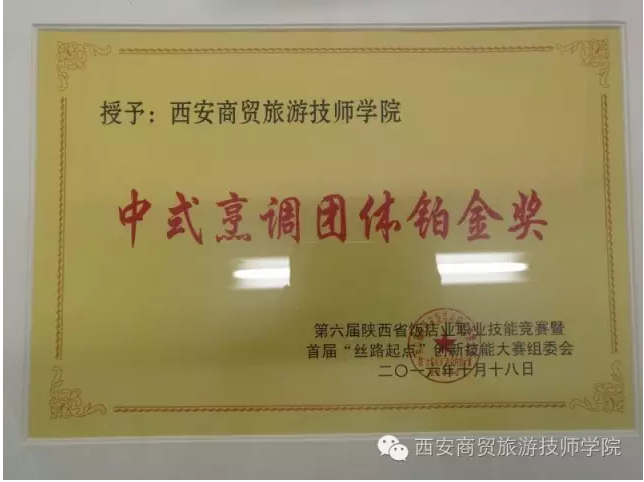 授予：西安商贸旅游技师学院
中式烹调团体铂金奖
第六届陕西省饭店业职业技能竞赛暨
首届“丝路起点”创新技能大赛组委会
二〇一六年十月十八日
西安商贸旅游技师学院